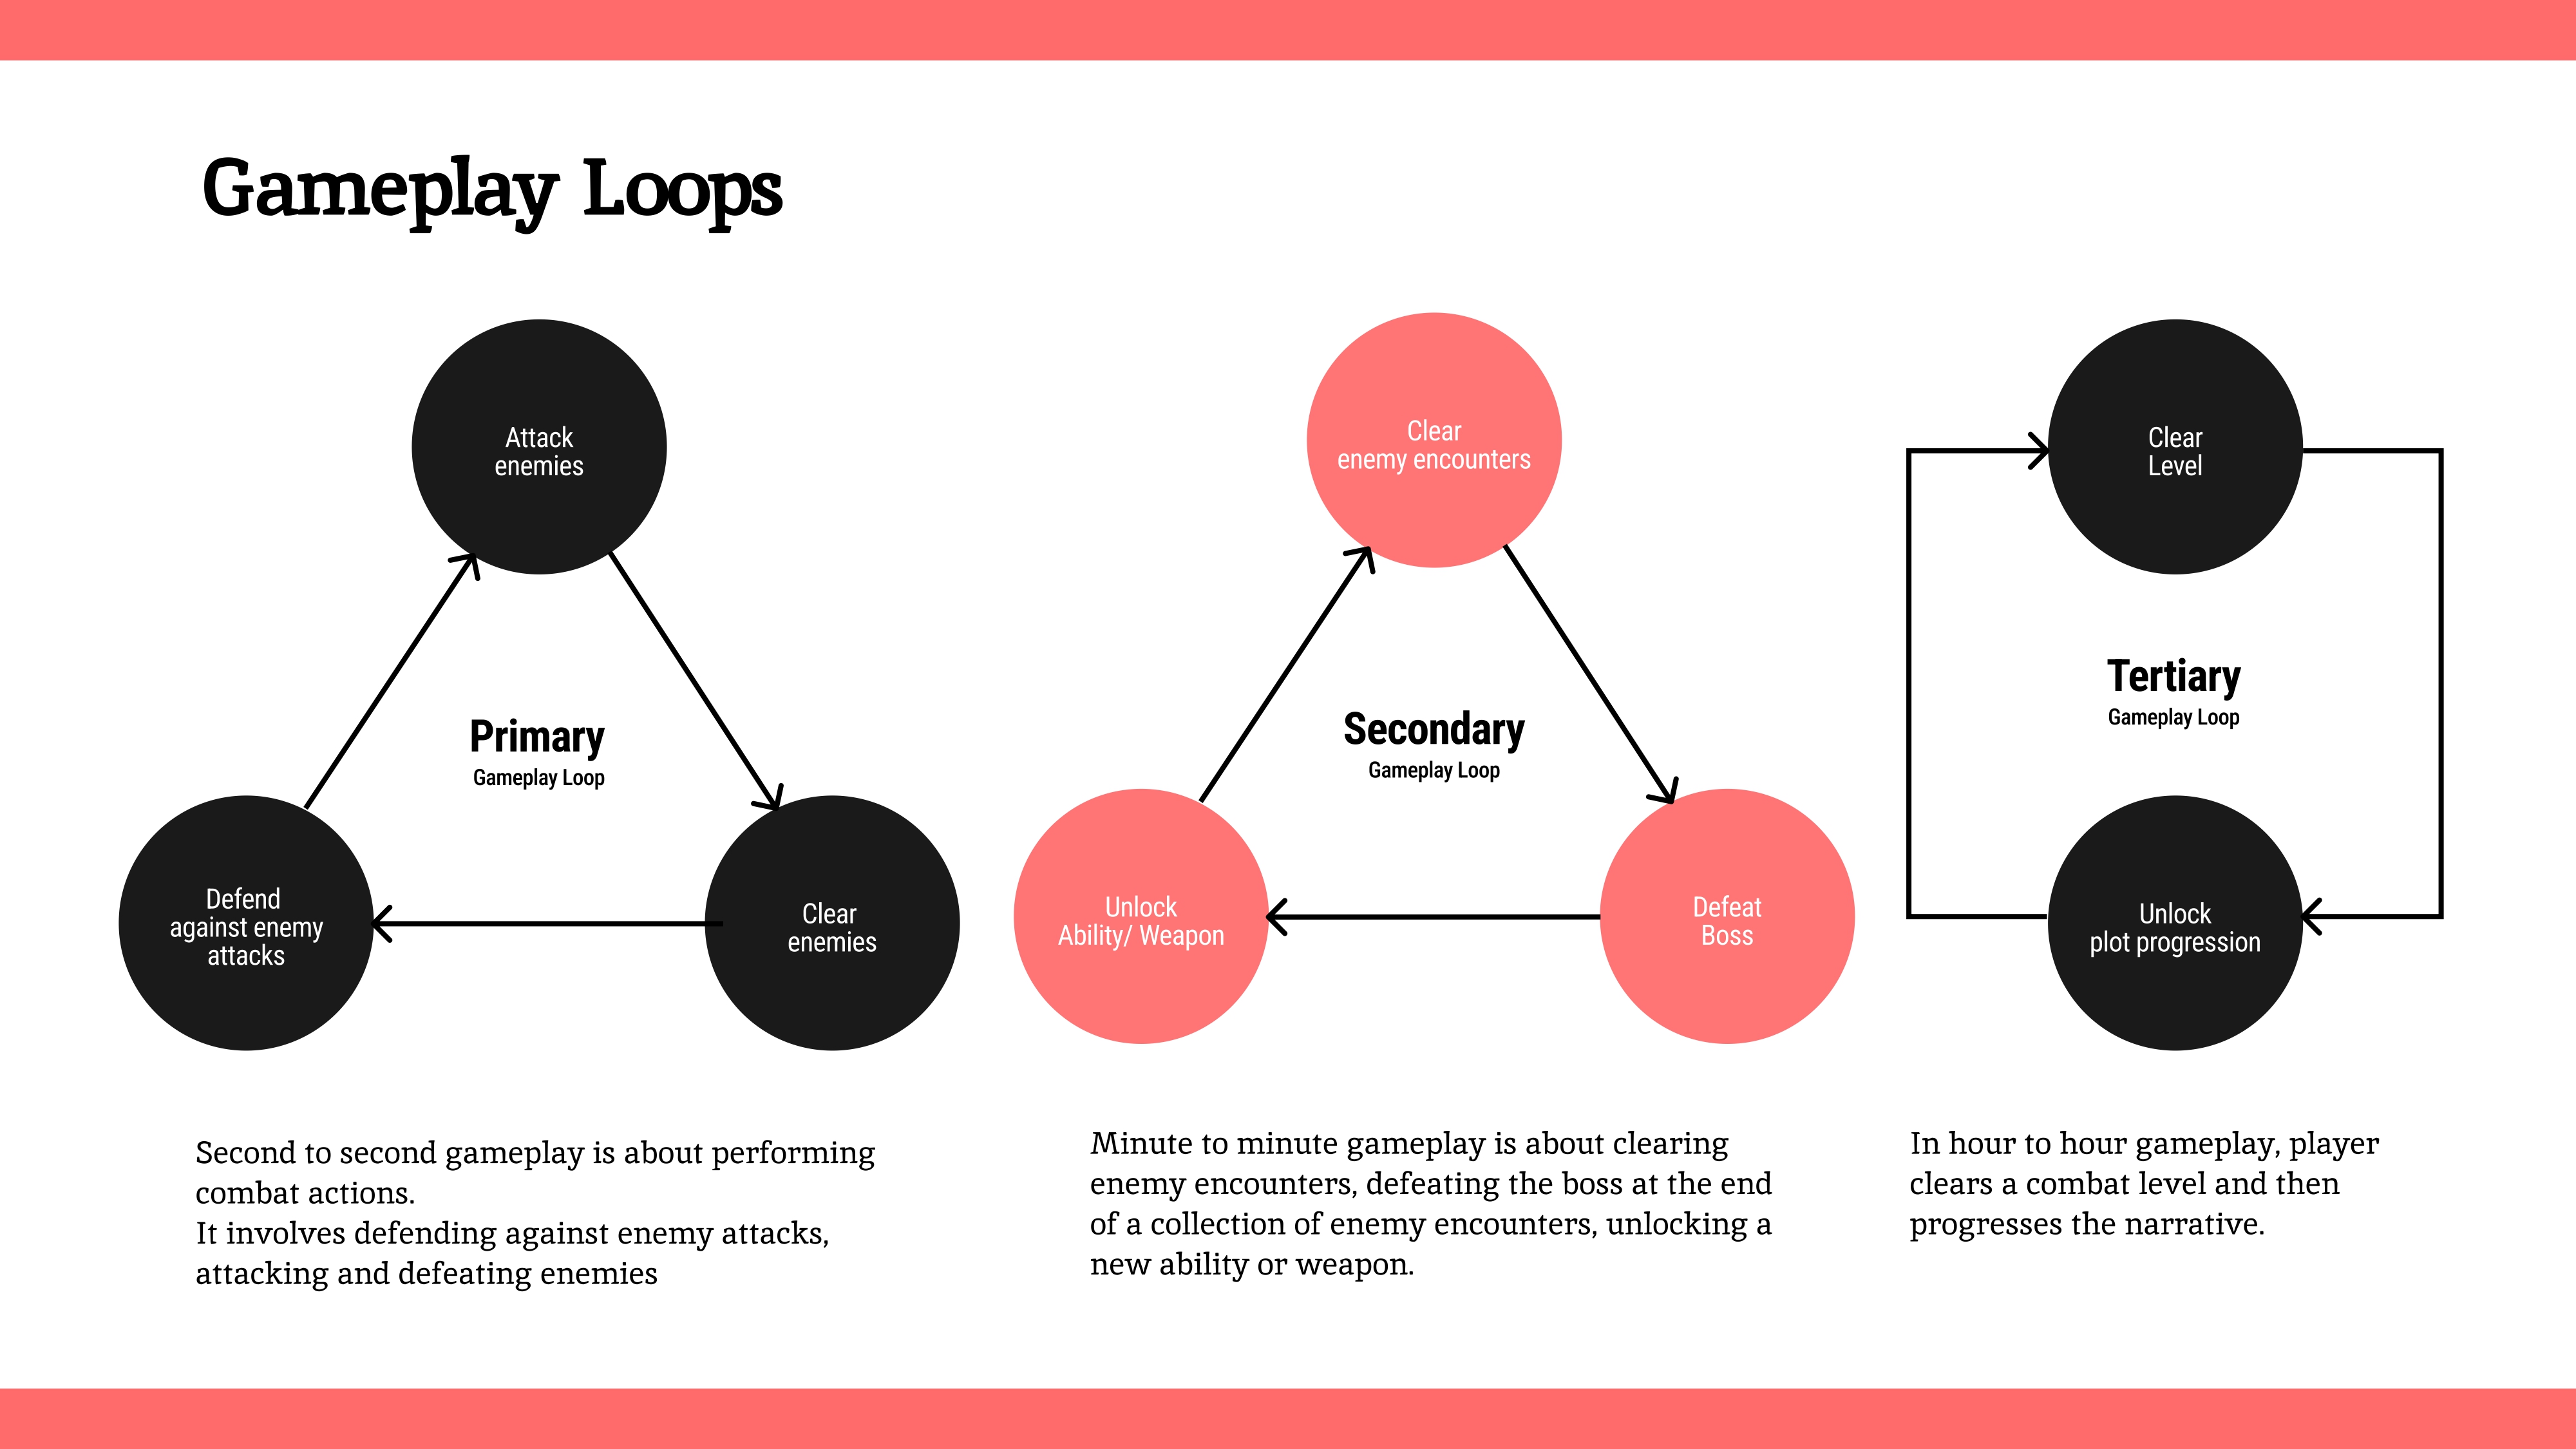 Gameplay Loops
Attack
enemies
Primary
Gameplay Loop
Defend
against enemy
attacks
Clear
enemies
Second to second gameplay is about performing
combat actions.
It involves defending against enemy attacks,
attacking and defeating enemies
Clear
enemy encounters
Secondary
Gameplay Loop
Unlock
Ability/ Weapon
Defeat
Boss
Minute to minute gameplay is about clearing
enemy encounters, defeating the boss at the end
of a collection of enemy encounters, unlocking a
new ability or weapon.
Clear
Level
Tertiary
Gameplay Loop
Unlock
plot progression
In hour to hour gameplay, player
clears a combat level and then
progresses the narrative.